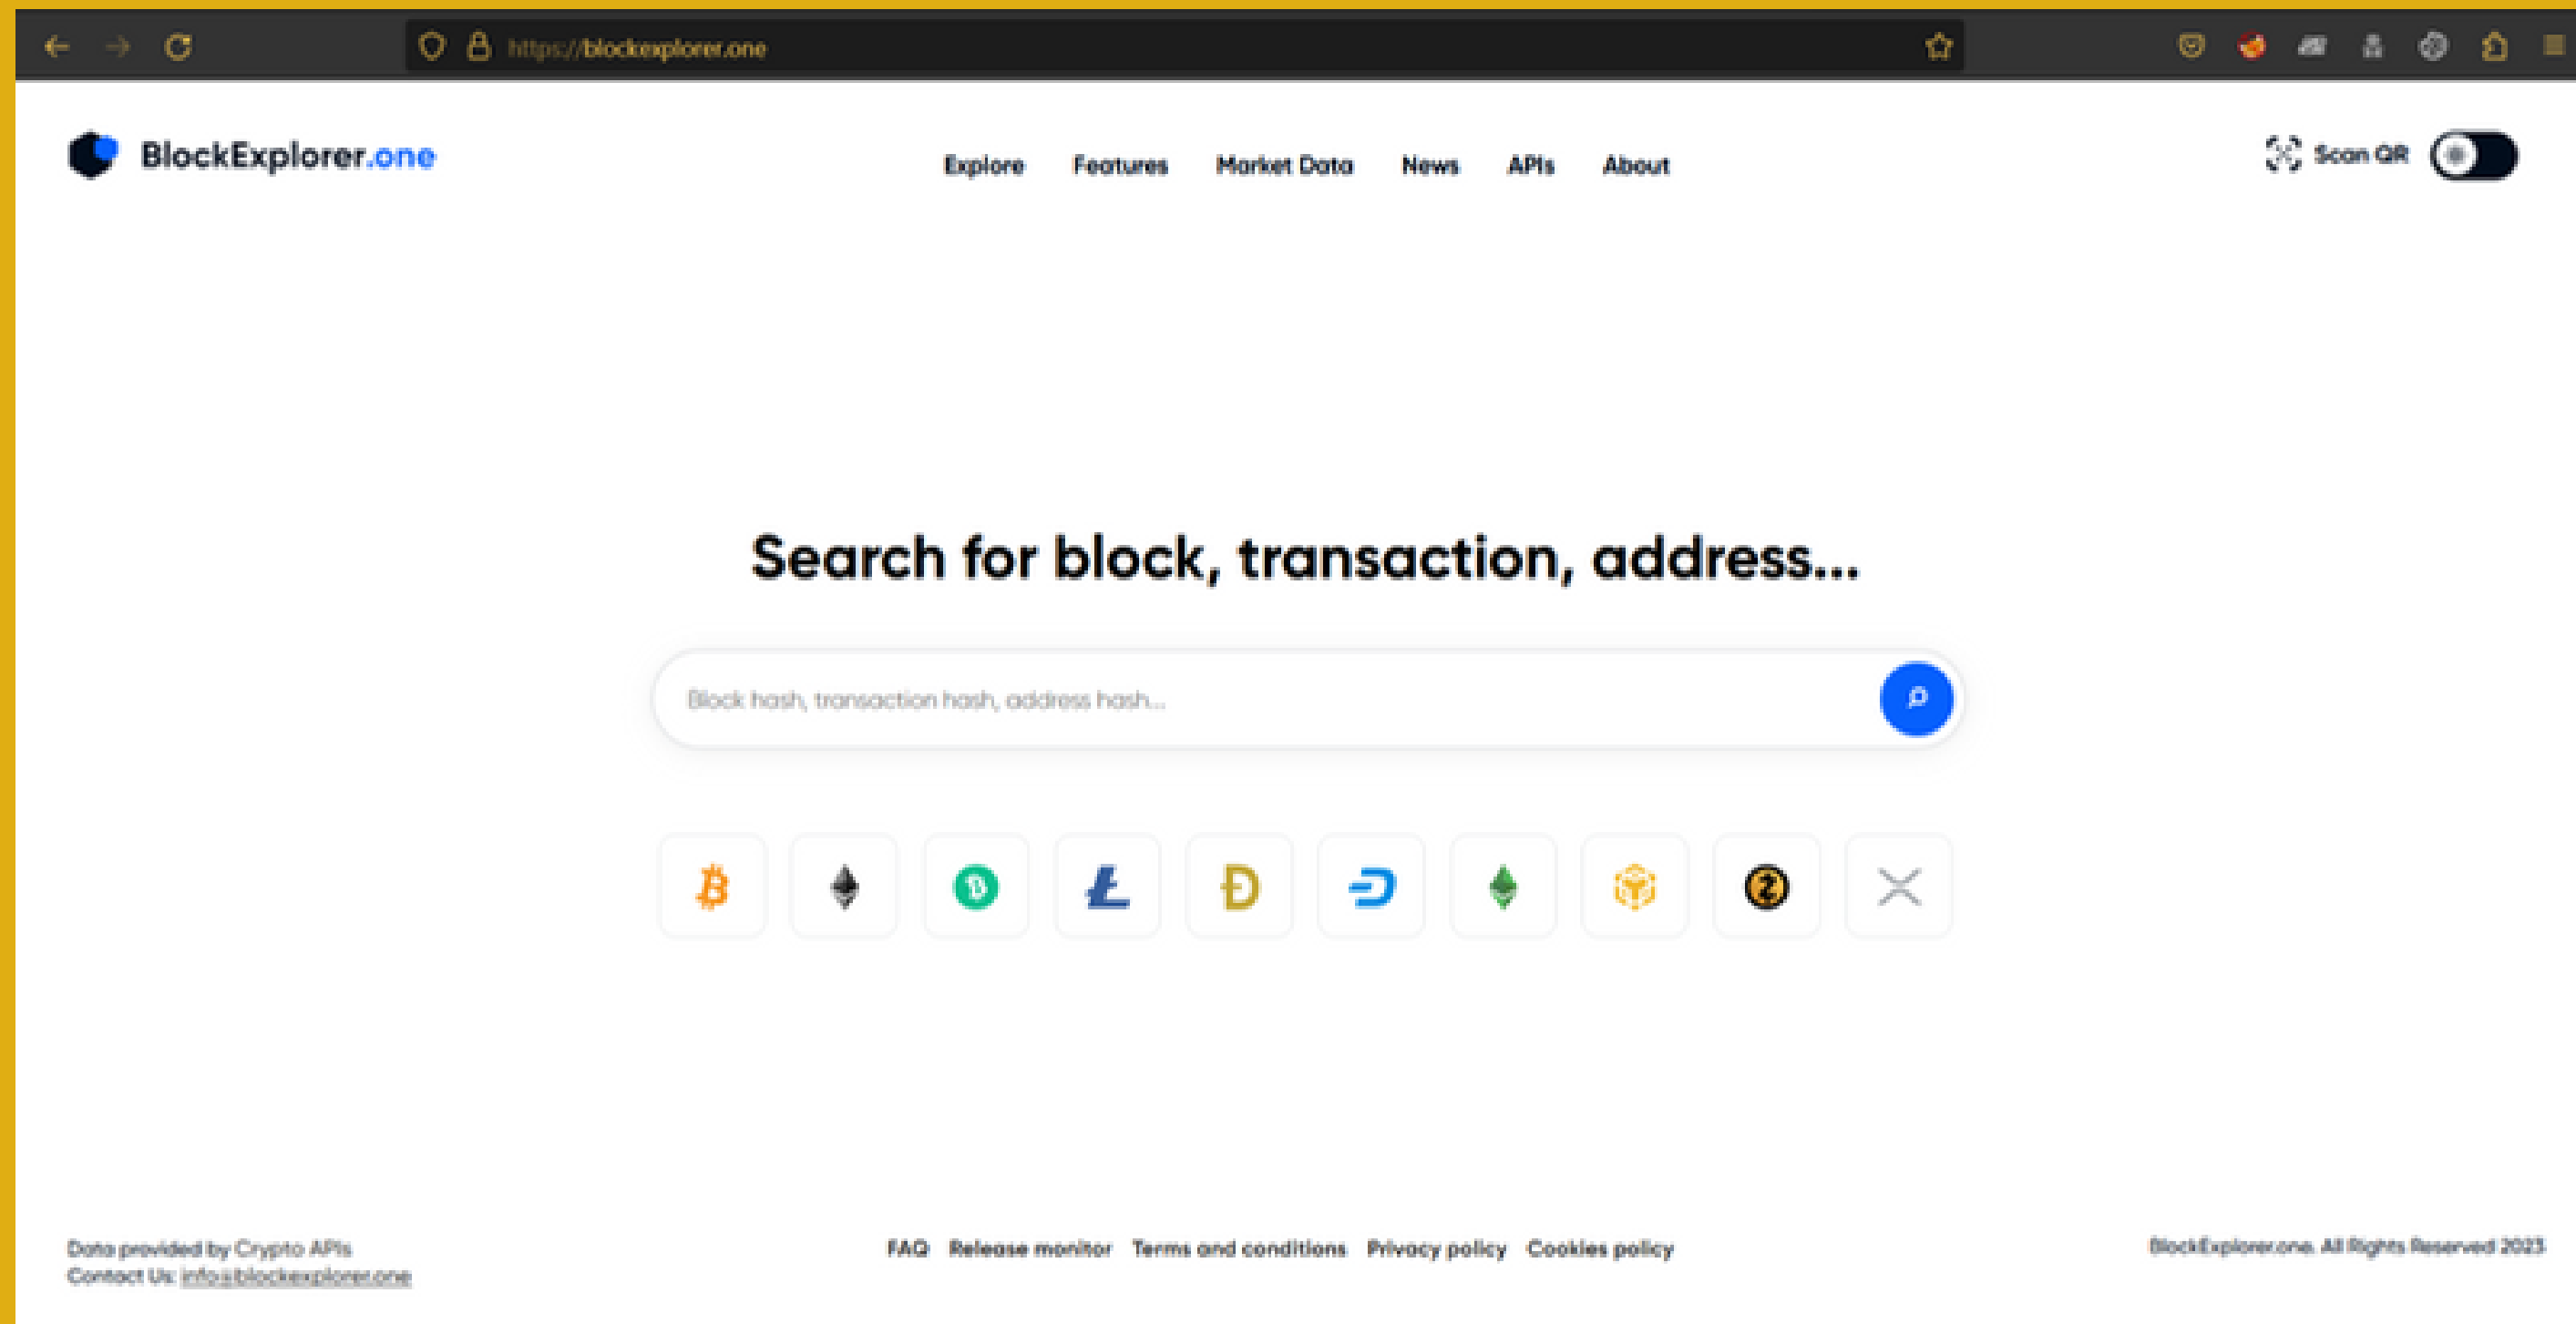 https://blockexplorer.one
BlockExplorer.one
Explore Features Market Data News APIs About
Scan QR
Search for block, transaction, address...
Block hash, transaction hash, address hash...
Data provided by Crypto APIs
Contact Us: info@blockexplorer.one
FAQ Release monitor Terms and conditions Privacy policy Cookies policy
BlockExplorer.one. All Rights Reserved 2023